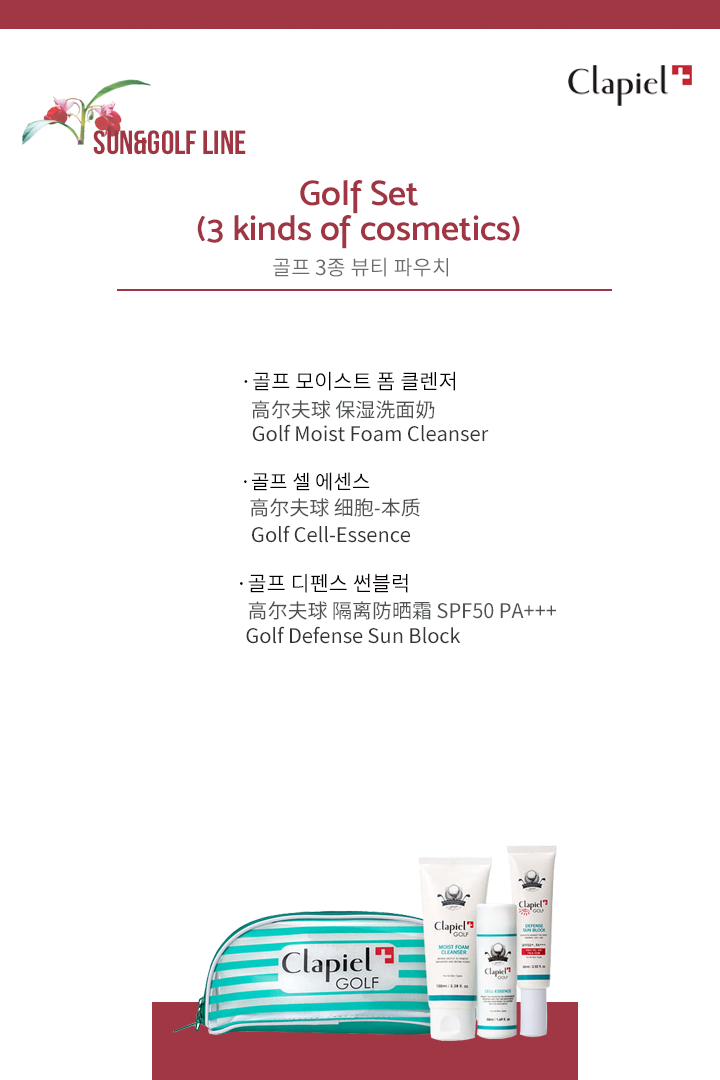 Clapiel
SUN&GOLF LINE
Golf Set
(3 kinds of cosmetics)
골프 3종 뷰티 파우치
· 골프 모이스트 폼 클렌저
高尔夫球 保湿洗面奶
Golf Moist Foam Cleanser
· 골프 셀 에센스
高尔夫球 细胞-本质
Golf Cell-Essence
· 골프 디펜스 썬블럭
高尔夫球 隔离防晒霜 SPF50 PA+++
Golf Defense Sun Block
Clapiel
GOLF
Clapiel
GOLF
MOIST FOAM
CLEANSER
100ml / 3.38 fl. oz
Clapiel
GOLF
CELL-ESSENCE
Clapiel
GOLF
DEFENSE
SUN BLOCK